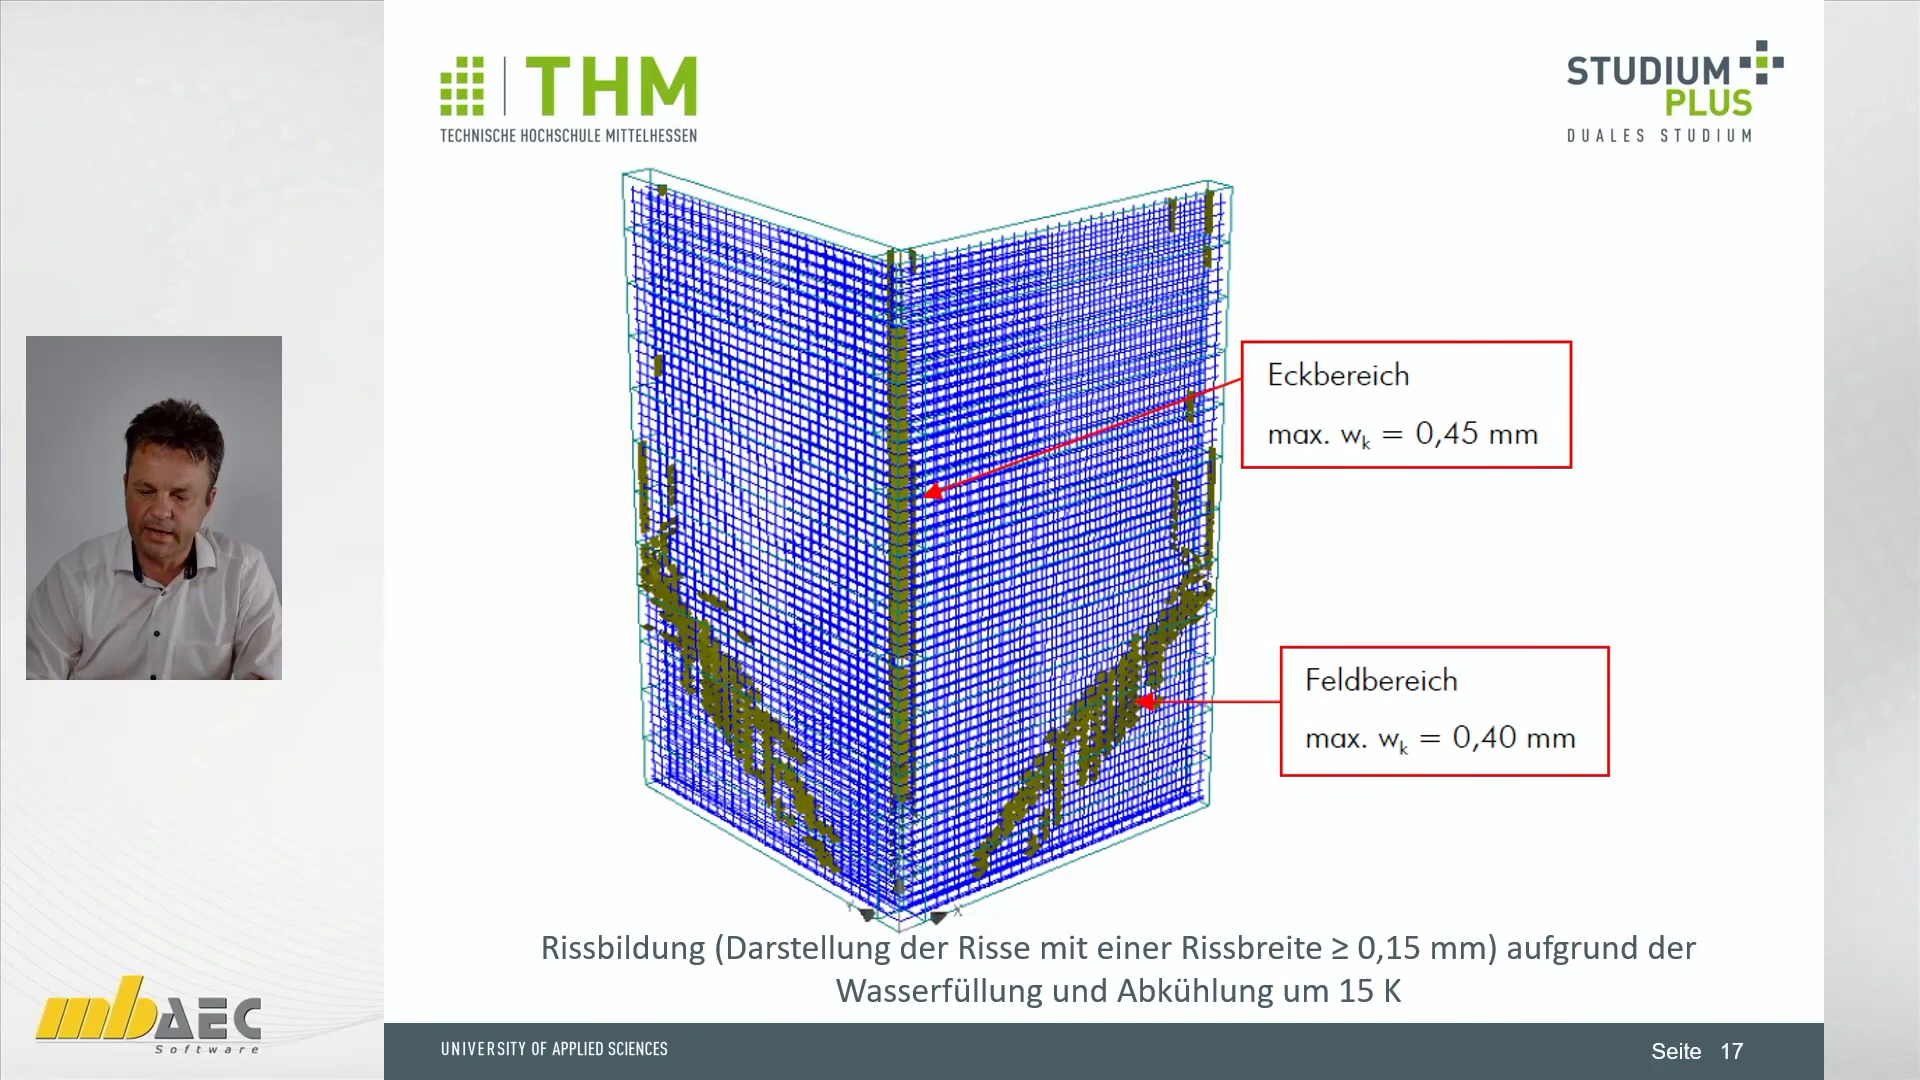 THM
TECHNISCHE HOCHSCHULE MITTELHESSEN
STUDIUM
PLUS
DUALES STUDIUM
Eckbereich
max. wk = 0,45 mm
Feldbereich
max. wk = 0,40 mm
Y
X
Rissbildung (Darstellung der Risse mit einer Rissbreite ≥ 0,15 mm) aufgrund der
Wasserfüllung und Abkühlung um 15 K
mb AEC
Software
UNIVERSITY OF APPLIED SCIENCES
Seite 17